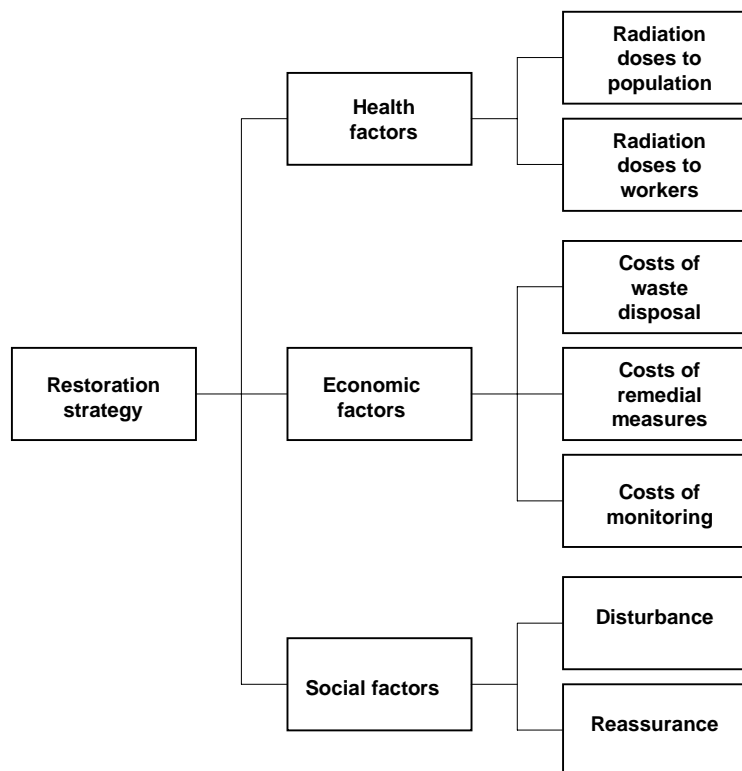 Restoration
strategy
Health
factors
Radiation
doses to
population
Radiation
doses to
workers
Economic
factors
Costs of
waste
disposal
Costs of
remedial
measures
Costs of
monitoring
Social factors
Disturbance
Reassurance